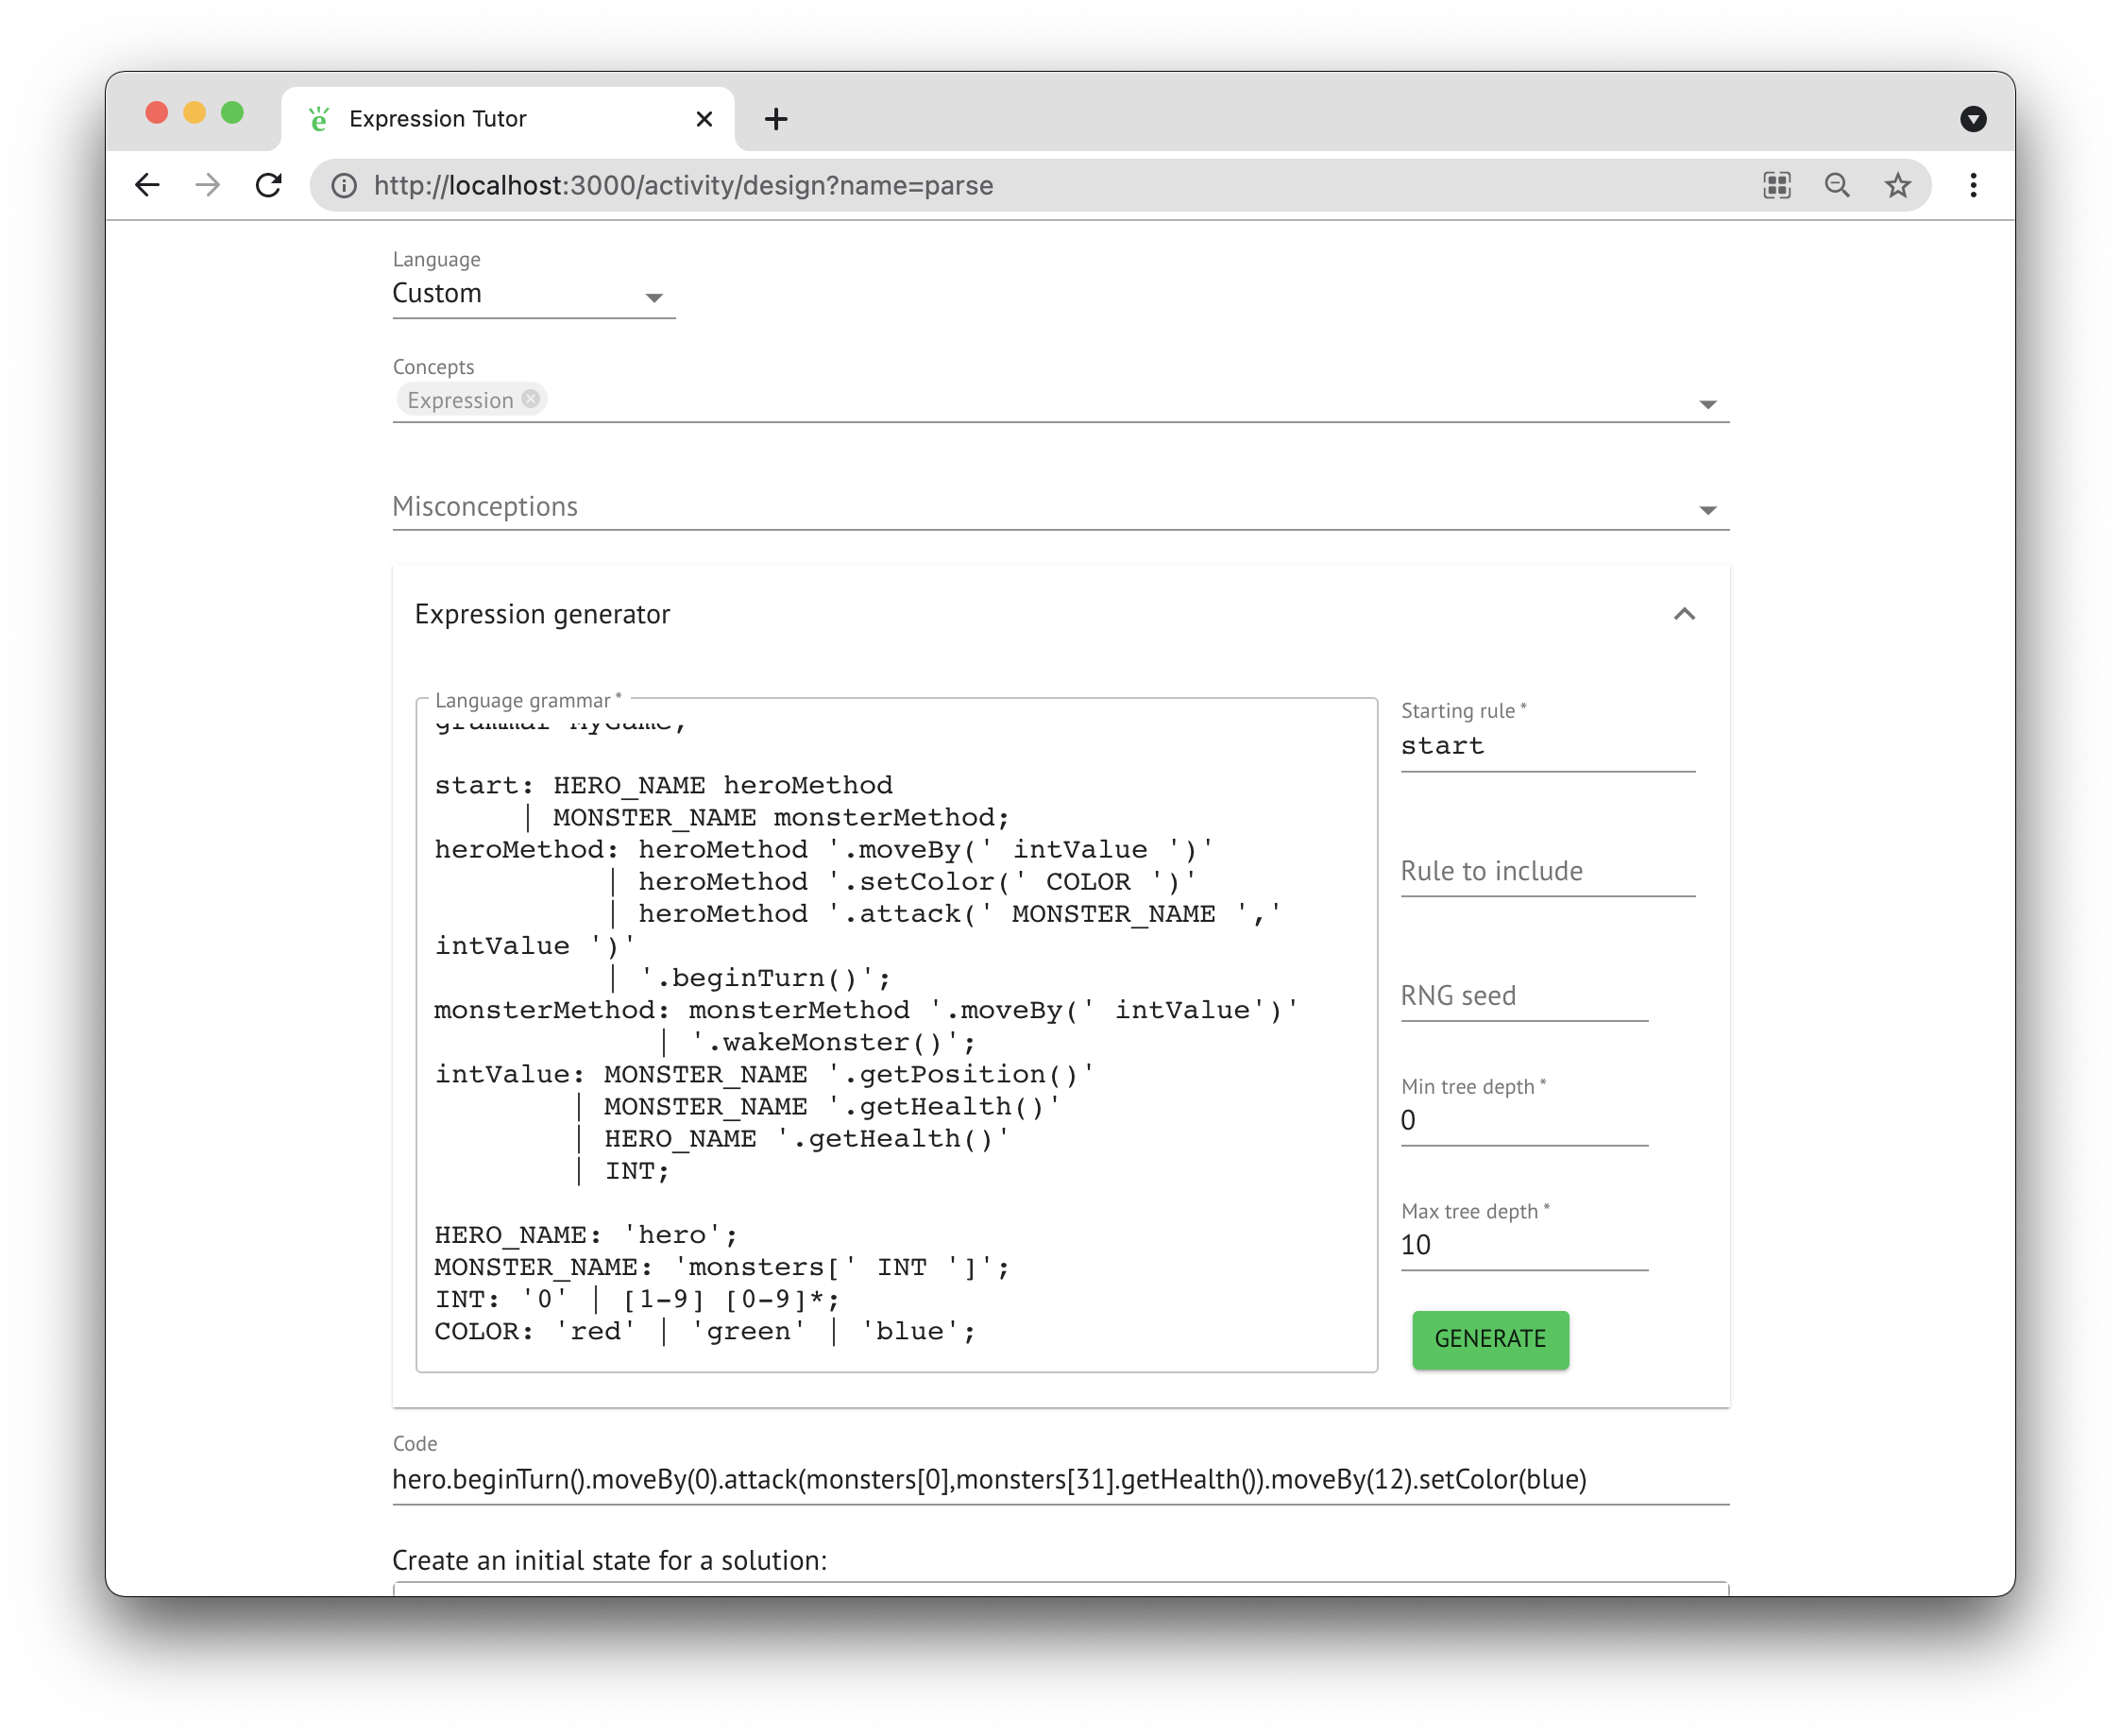 Expression Tutor
http://localhost:3000/activity/design?name=parse
Language
Custom
Concepts
Expression
Misconceptions
Expression generator
Language grammar *
grammar MyGame;
start: HERO_NAME heroMethod
| MONSTER_NAME monsterMethod;
heroMethod: heroMethod '.moveBy(' intValue ')'
| heroMethod '.setColor(' COLOR ')'
| heroMethod '.attack(' MONSTER_NAME ','
intValue ')'
| '.beginTurn()';
monsterMethod: monsterMethod '.moveBy(' intValue')'
| '.wakeMonster()';
intValue: MONSTER_NAME '.getPosition()'
| MONSTER_NAME '.getHealth()'
| HERO_NAME '.getHealth()'
| INT;
HERO_NAME: 'hero';
MONSTER_NAME: 'monsters[' INT ']';
INT: '0' | [1-9] [0-9]*;
COLOR: 'red' | 'green' | 'blue';
Starting rule *
start
Rule to include
RNG seed
Min tree depth *
0
Max tree depth *
10
GENERATE
Code
hero.beginTurn().moveBy(0).attack(monsters[0],monsters[31].getHealth()).moveBy(12).setColor(blue)
Create an initial state for a solution: